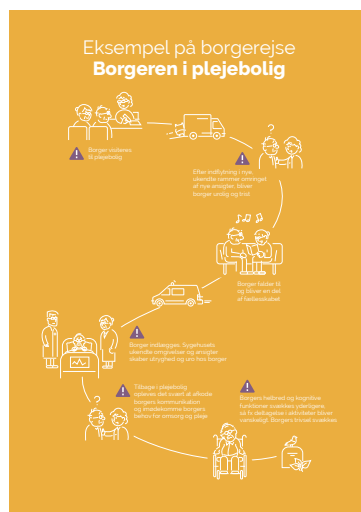 Eksempel på borgerejse
Borgeren i plejebolig
Borger visiteres
til plejebolig
Efter indflytning i nye,
ukendte rammer omringet
af nye ansigter, bliver
borger urolig og trist
Borger falder til
og bliver en del
af fællesskabet
Borger indlægges. Sygehusets
ukendte omgivelser og ansigter
skaber utryghed og uro hos borger
Tilbage i plejebolig
opleves det svært at afkode
borgers kommunikation
og imødekomme borgers
behov for omsorg og pleje
Borgers helbred og kognitive
funktioner svækkes yderligere,
så fx deltagelse i aktiviteter bliver
vanskeligt. Borgers trivsel svækkes